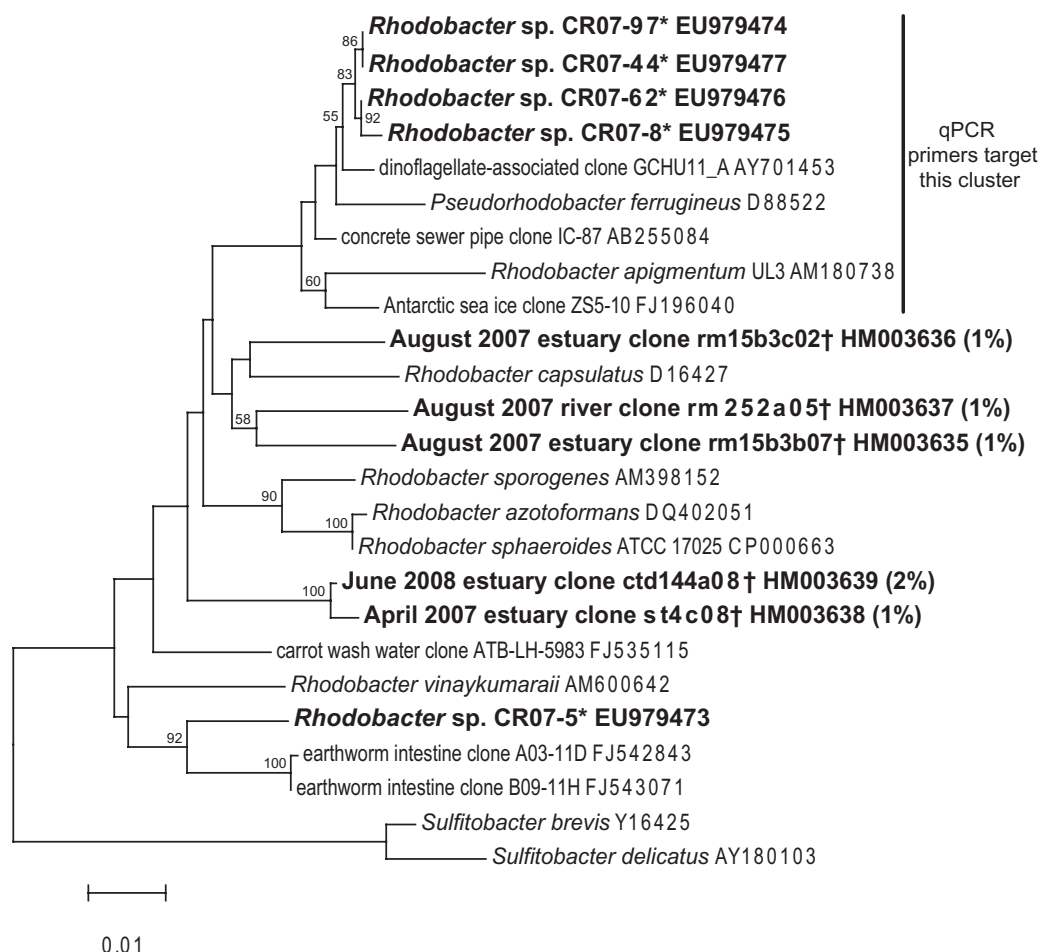 Rhodobacter sp. CR07-97* EU979474
86
Rhodobacter sp. CR07-44* EU979477
83
Rhodobacter sp. CR07-62* EU979476
92
55
Rhodobacter sp. CR07-8* EU979475
qPCR
primers target
this cluster
dinoflagellate-associated clone GCHU11_A AY701453
Pseudorhodobacter ferrugineus D88522
concrete sewer pipe clone IC-87 AB255084
Rhodobacter apigmentum UL3 AM180738
60
Antarctic sea ice clone ZS5-10 FJ196040
August 2007 estuary clone rm15b3c02† HM003636 (1%)
Rhodobacter capsulatus D16427
August 2007 river clone rm252a05† HM003637 (1%)
58
August 2007 estuary clone rm15b3b07† HM003635 (1%)
Rhodobacter sporogenes AM398152
90
Rhodobacter azotoformans DQ402051
100
Rhodobacter sphaeroides ATCC 17025 CP000663
June 2008 estuary clone ctd144a08† HM003639 (2%)
100
April 2007 estuary clone st4c08† HM003638 (1%)
carrot wash water clone ATB-LH-5983 FJ535115
Rhodobacter vinaykumaraii AM600642
Rhodobacter sp. CR07-5* EU979473
92
earthworm intestine clone A03-11D FJ542843
100
earthworm intestine clone B09-11H FJ543071
Sulfitobacter brevis Y16425
Sulfitobacter delicatus AY180103
0.01